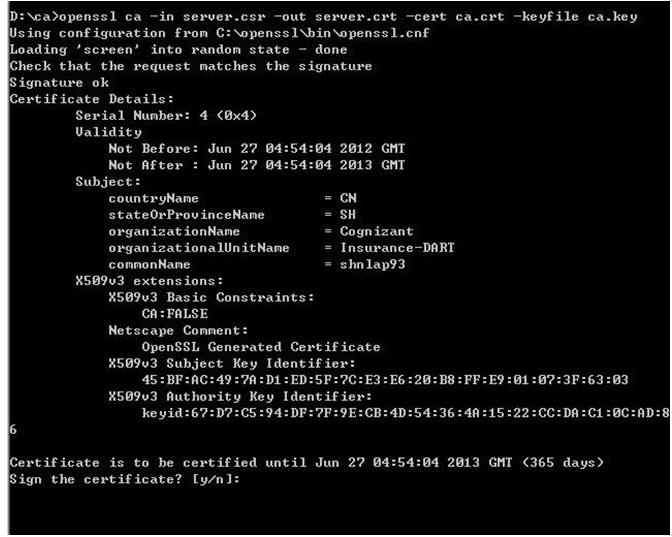 D:\ca>openssl ca -in server.csr -out server.crt -cert ca.crt -keyfile ca.key
Using configuration from C:\openssl\bin\openssl.cnf
Loading 'screen' into random state - done
Check that the request matches the signature
Signature ok
Certificate Details:
Serial Number: 4 (0x4)
Validity
Not Before: Jun 27 04:54:04 2012 GMT
Not After : Jun 27 04:54:04 2013 GMT
Subject:
countryName = CN
stateOrProvinceName = SH
organizationName = Cognizant
organizationalUnitName = Insurance-DART
commonName = shnlap93
X509v3 extensions:
X509v3 Basic Constraints:
CA:FALSE
Netscape Comment:
OpenSSL Generated Certificate
X509v3 Subject Key Identifier:
45:BF:AC:49:7A:D1:ED:5F:7C:E3:E6:20:B8:FF:E9:01:07:3F:63:03
X509v3 Authority Key Identifier:
keyid:67:D7:C5:94:DF:7F:9E:CB:4D:54:36:4A:15:22:CC:DA:C1:0C:AD:8
6
Certificate is to be certified until Jun 27 04:54:04 2013 GMT (365 days)
Sign the certificate? [y/n]: